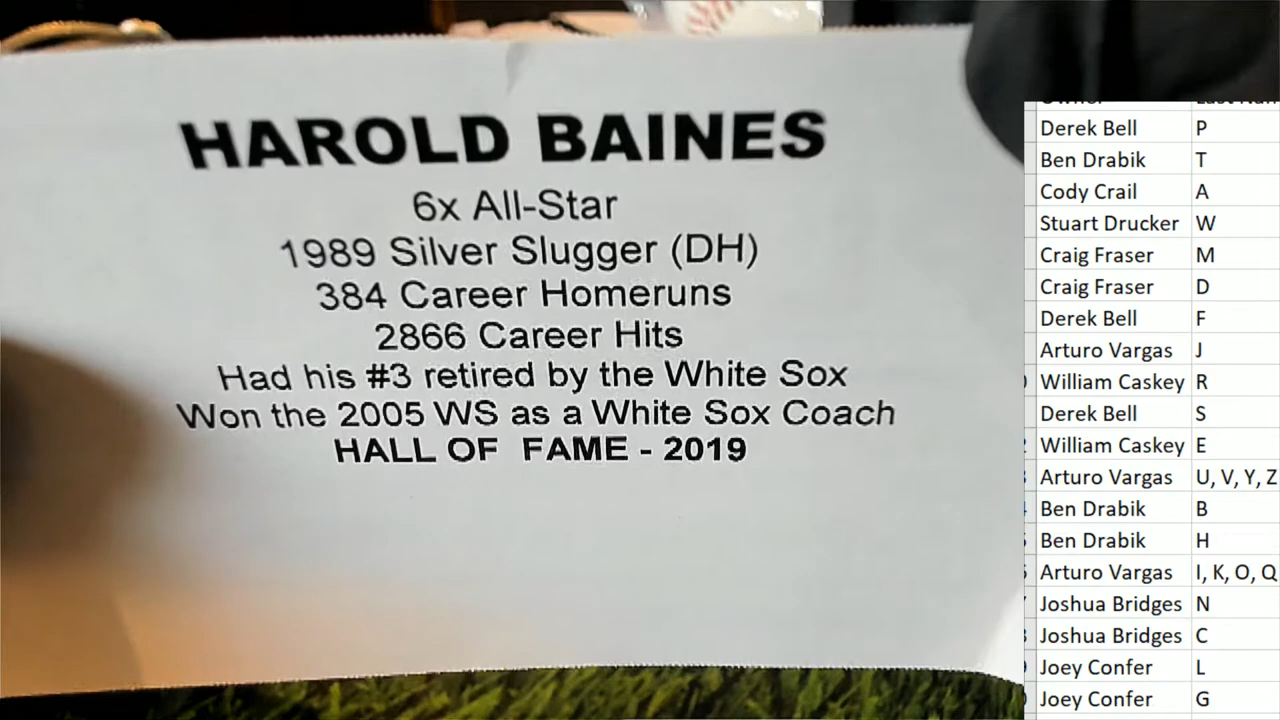 HAROLD BAINES
6x All-Star
1989 Silver Slugger (DH)
384 Career Homeruns
2866 Career Hits
Had his #3 retired by the White Sox
Won the 2005 WS as a White Sox Coach
HALL OF FAME - 2019
Derek Bell P
Ben Drabik T
Cody Crail A
Stuart Drucker W
Craig Fraser M
Craig Fraser D
Derek Bell F
Arturo Vargas J
William Caskey R
Derek Bell S
William Caskey E
Arturo Vargas U, V, Y, Z
Ben Drabik B
Ben Drabik H
Arturo Vargas I, K, O, Q
Joshua Bridges N
Joshua Bridges C
Joey Confer L
Joey Confer G